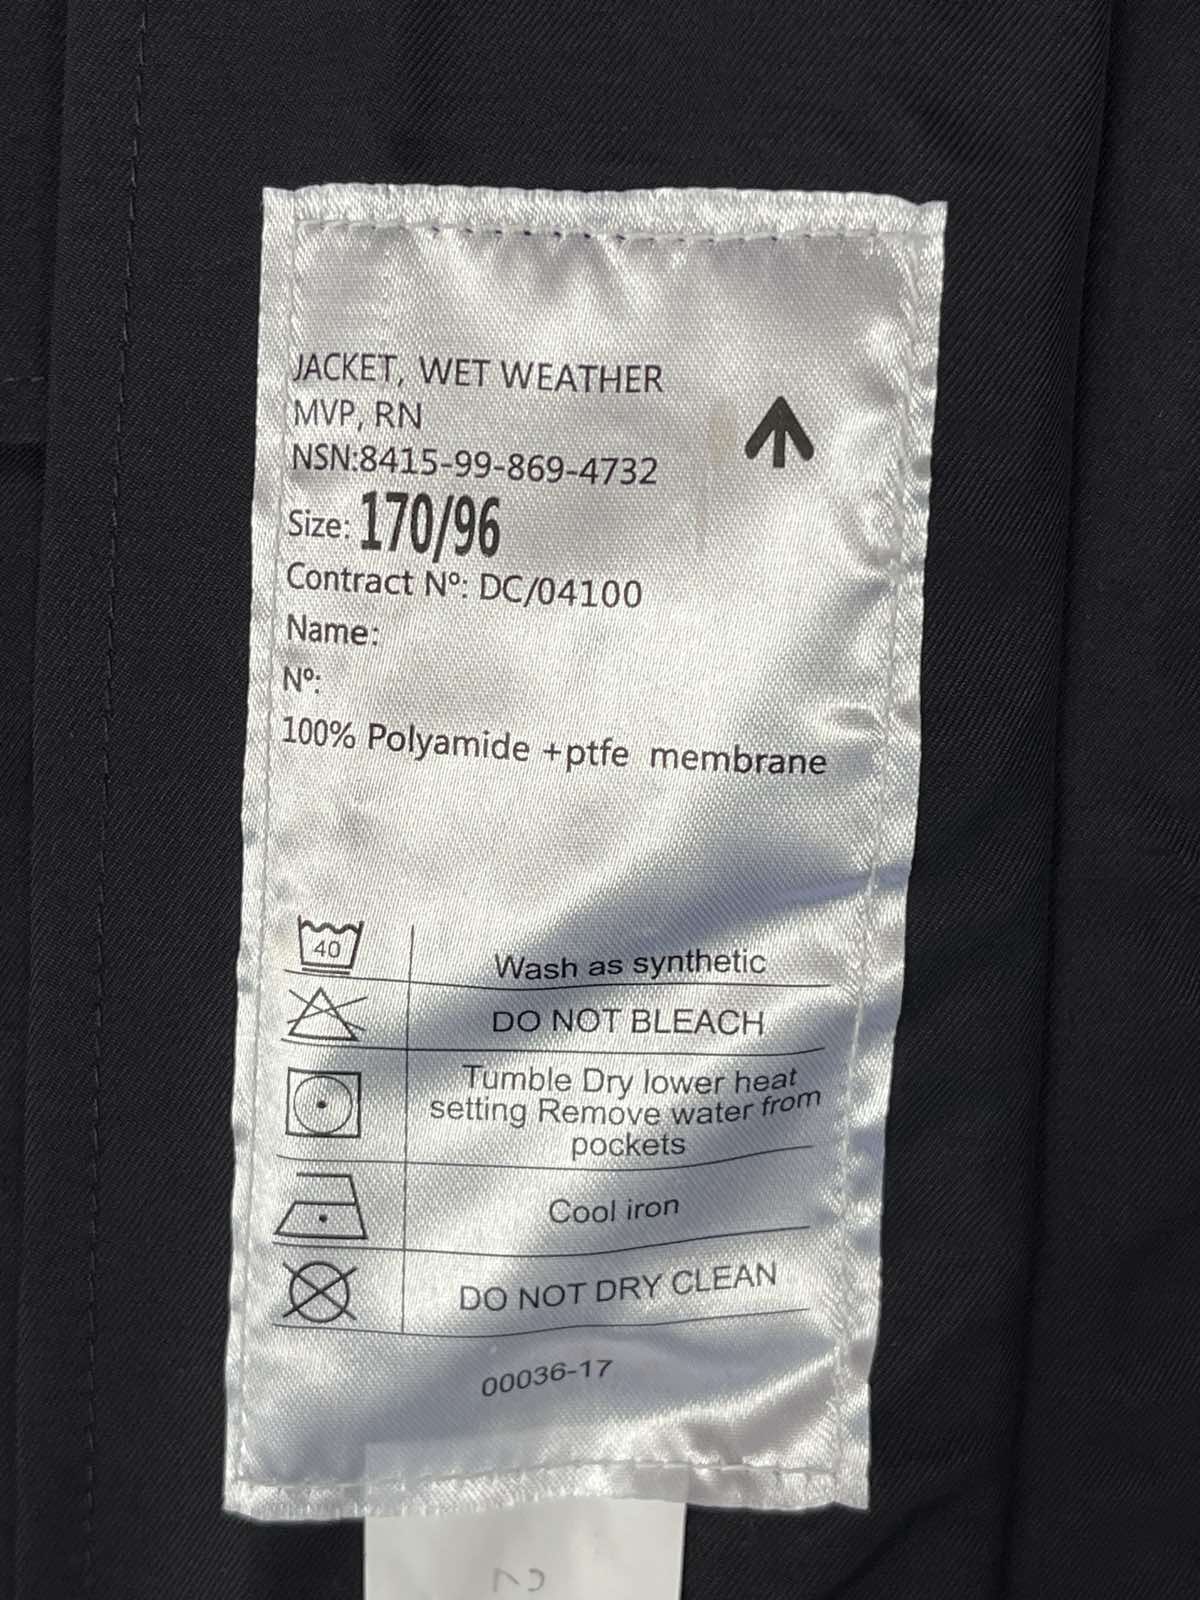 JACKET, WET WEATHER
MVP, RN
NSN:8415-99-869-4732
Size: 170/96
Contract Nº: DC/04100
Name:
Nº:
100% Polyamide +ptfe membrane
40
Wash as synthetic
DO NOT BLEACH
Tumble Dry lower heat
setting Remove water from
pockets
Cool iron
DO NOT DRY CLEAN
00036-17